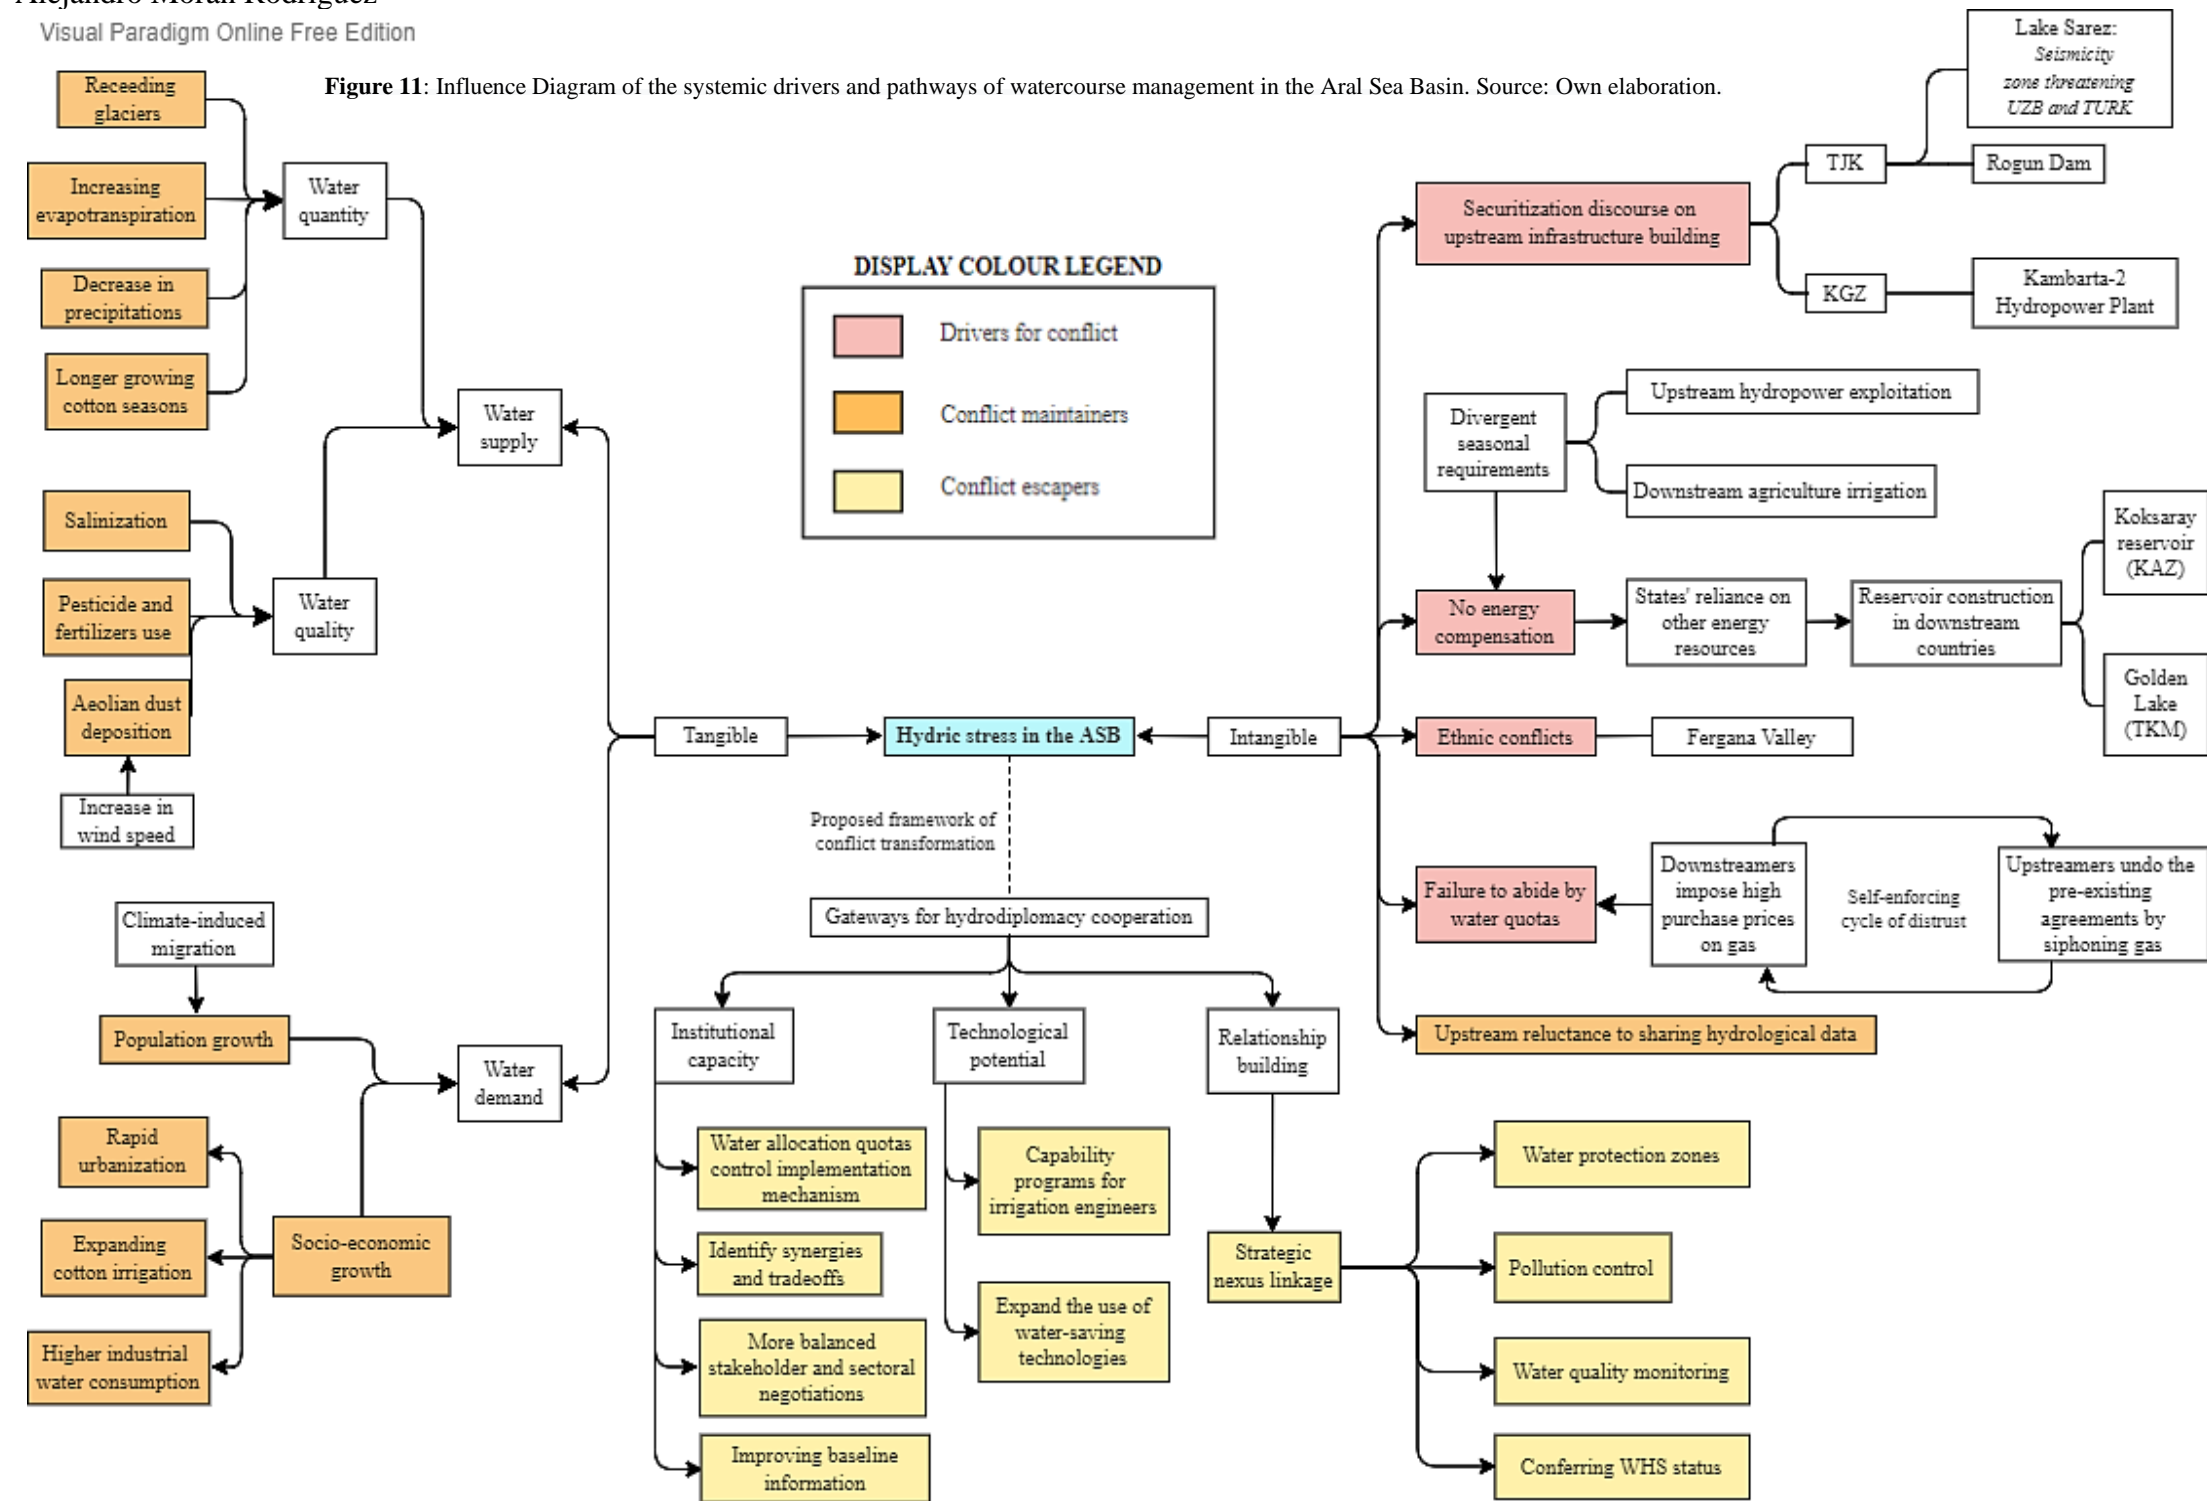 Alejandro Moran Rodriguez
Visual Paradigm Online Free Edition
Figure 11: Influence Diagram of the systemic drivers and pathways of watercourse management in the Aral Sea Basin. Source: Own elaboration.
Receeding
glaciers
Increasing
evapotranspiration
Decrease in
precipitations
Longer growing
cotton seasons
Water
quantity
Water
supply
Salinization
Pesticide and
fertilizers use
Aeolian dust
deposition
Increase in
wind speed
Water
quality
Climate-induced
migration
Population growth
Water
demand
Rapid
urbanization
Expanding
cotton irrigation
Higher industrial
water consumption
Socio-economic
growth
DISPLAY COLOUR LEGEND
Drivers for conflict
Conflict maintainers
Conflict escapers
Tangible
Hydric stress in the ASB
Intangible
Proposed framework of
conflict transformation
Gateways for hydrodiplomacy cooperation
Institutional
capacity
Technological
potential
Relationship
building
Water allocation quotas
control implementation
mechanism
Identify synergies
and tradeoffs
More balanced
stakeholder and sectoral
negotiations
Improving baseline
information
Capability
programs for
irrigation engineers
Expand the use of
water-saving
technologies
Strategic
nexus linkage
Water protection zones
Pollution control
Water quality monitoring
Conferring WHS status
Securitization discourse on
upstream infrastructure building
TJK
KGZ
Lake Sarez:
Seismicity
zone threatening
UZB and TURK
Rogun Dam
Kambarta-2
Hydropower Plant
Divergent
seasonal
requirements
Upstream hydropower exploitation
Downstream agriculture irrigation
No energy
compensation
States' reliance on
other energy
resources
Reservoir construction
in downstream
countries
Koksaray
reservoir
(KAZ)
Golden
Lake
(TKM)
Ethnic conflicts
Fergana Valley
Failure to abide by
water quotas
Downstreamers
impose high
purchase prices
on gas
Self-enforcing
cycle of distrust
Upstreamers undo the
pre-existing
agreements by
siphoning gas
Upstream reluctance to sharing hydrological data